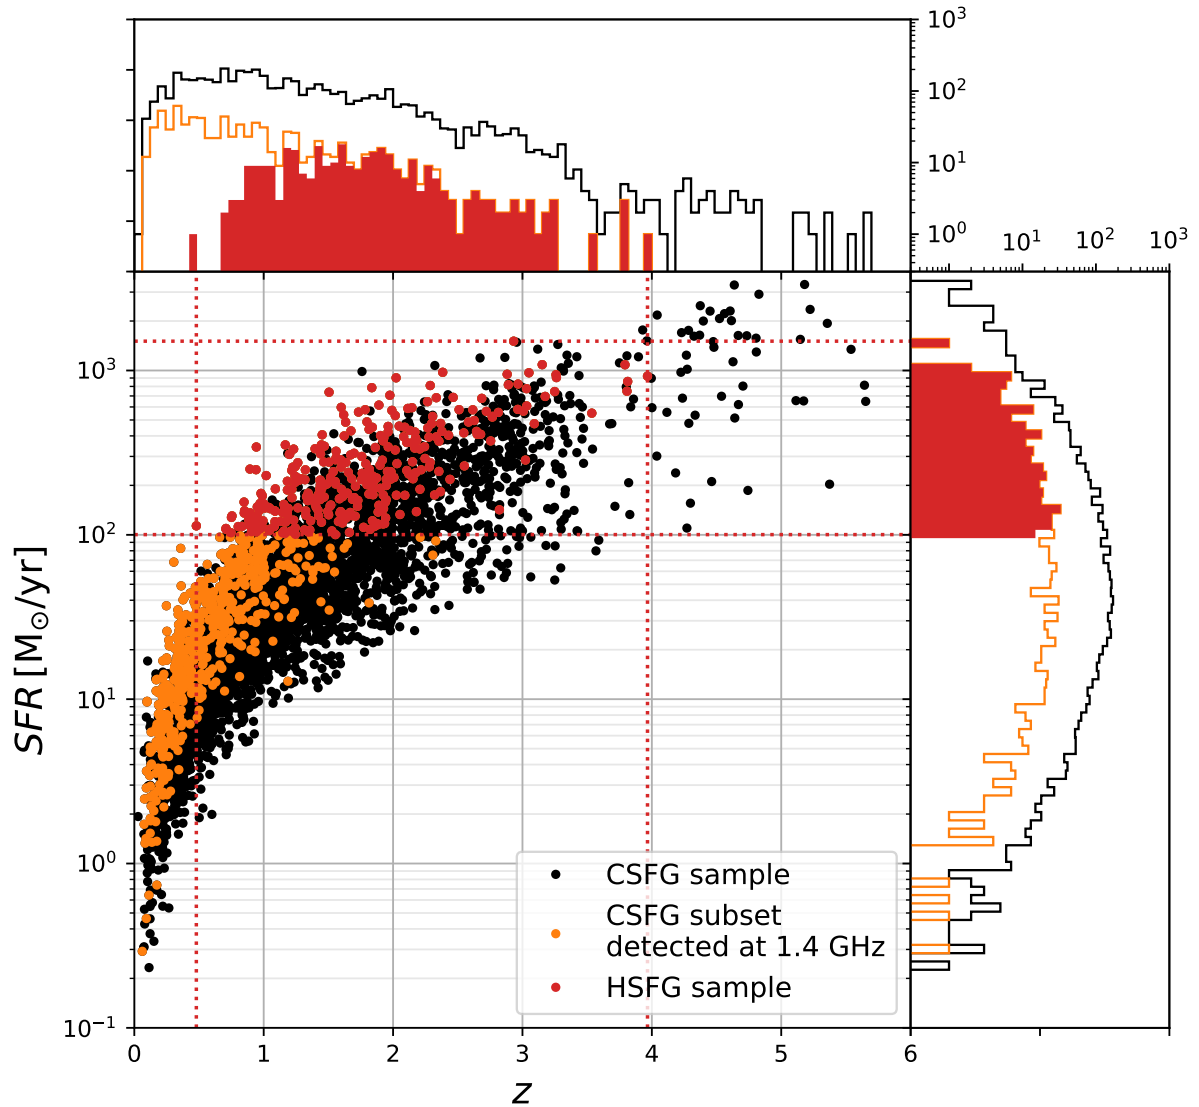 10³
10²
10¹
10⁰
10¹ 10² 10³
10³
10²
10¹
10⁰
10⁻¹
SFR [M⊙/yr]
CSFG sample
CSFG subset
detected at 1.4 GHz
HSFG sample
0 1 2 3 4 5 6
z